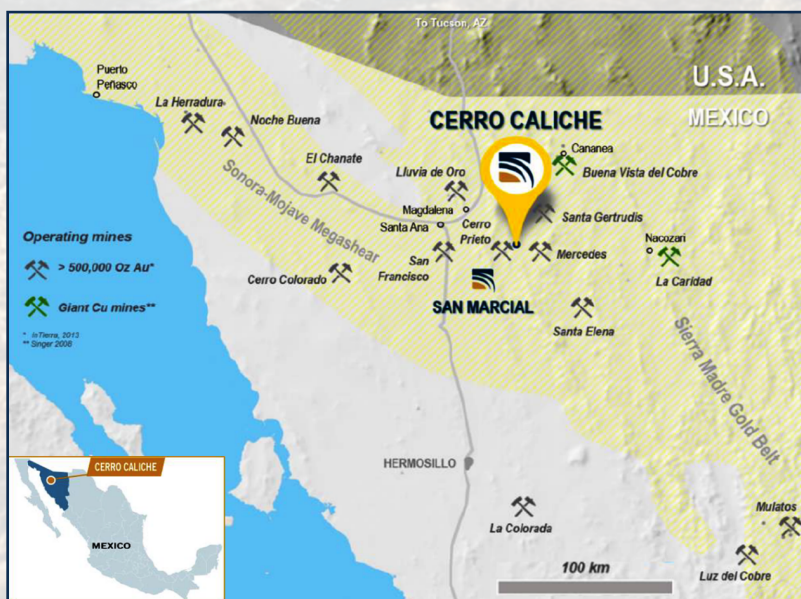 To Tucson, AZ
U.S.A.
MEXICO
Puerto
Peñasco
La Herradura
Noche Buena
El Chanate
Sonora-Mojave Megashear
CERRO CALICHE
Cananea
Buena Vista del Cobre
Lluvia de Oro
Magdalena
Santa Ana
Cerro
Prieto
Santa Gertrudis
San
Francisco
Mercedes
Nacozari
La Caridad
Cerro Colorado
SAN MARCIAL
Santa Elena
Sierra Madre Gold Belt
Operating mines
> 500,000 Oz Au*
Giant Cu mines**
* InTierra, 2013
** Singer 2008
HERMOSILLO
La Colorada
Mulatos
Luz del Cobre
100 km
CERRO CALICHE
MEXICO